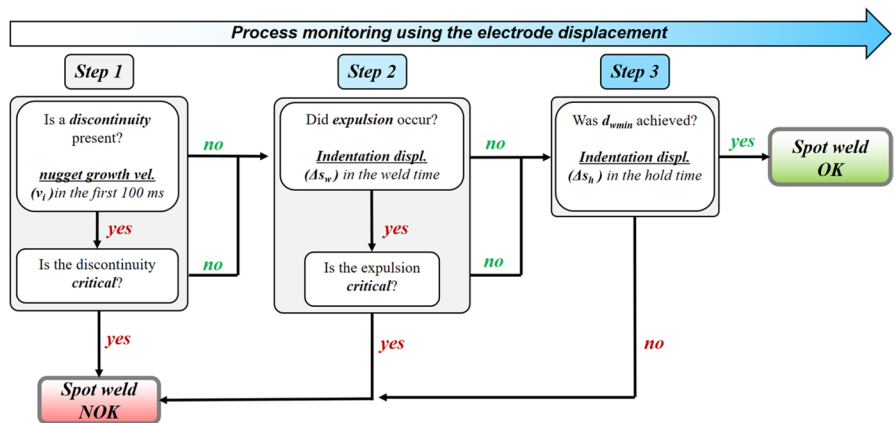 Process monitoring using the electrode displacement
Step 1
Step 2
Step 3
Is a discontinuity
present?
nugget growth vel.
(vi )in the first 100 ms
yes
Is the discontinuity
critical?
no
no
yes
Did expulsion occur?
Indentation displ.
(Δsw) in the weld time
yes
Is the expulsion
critical?
no
no
yes
Was dwmin achieved?
Indentation displ.
(Δsh ) in the hold time
yes
no
Spot weld
OK
Spot weld
NOK